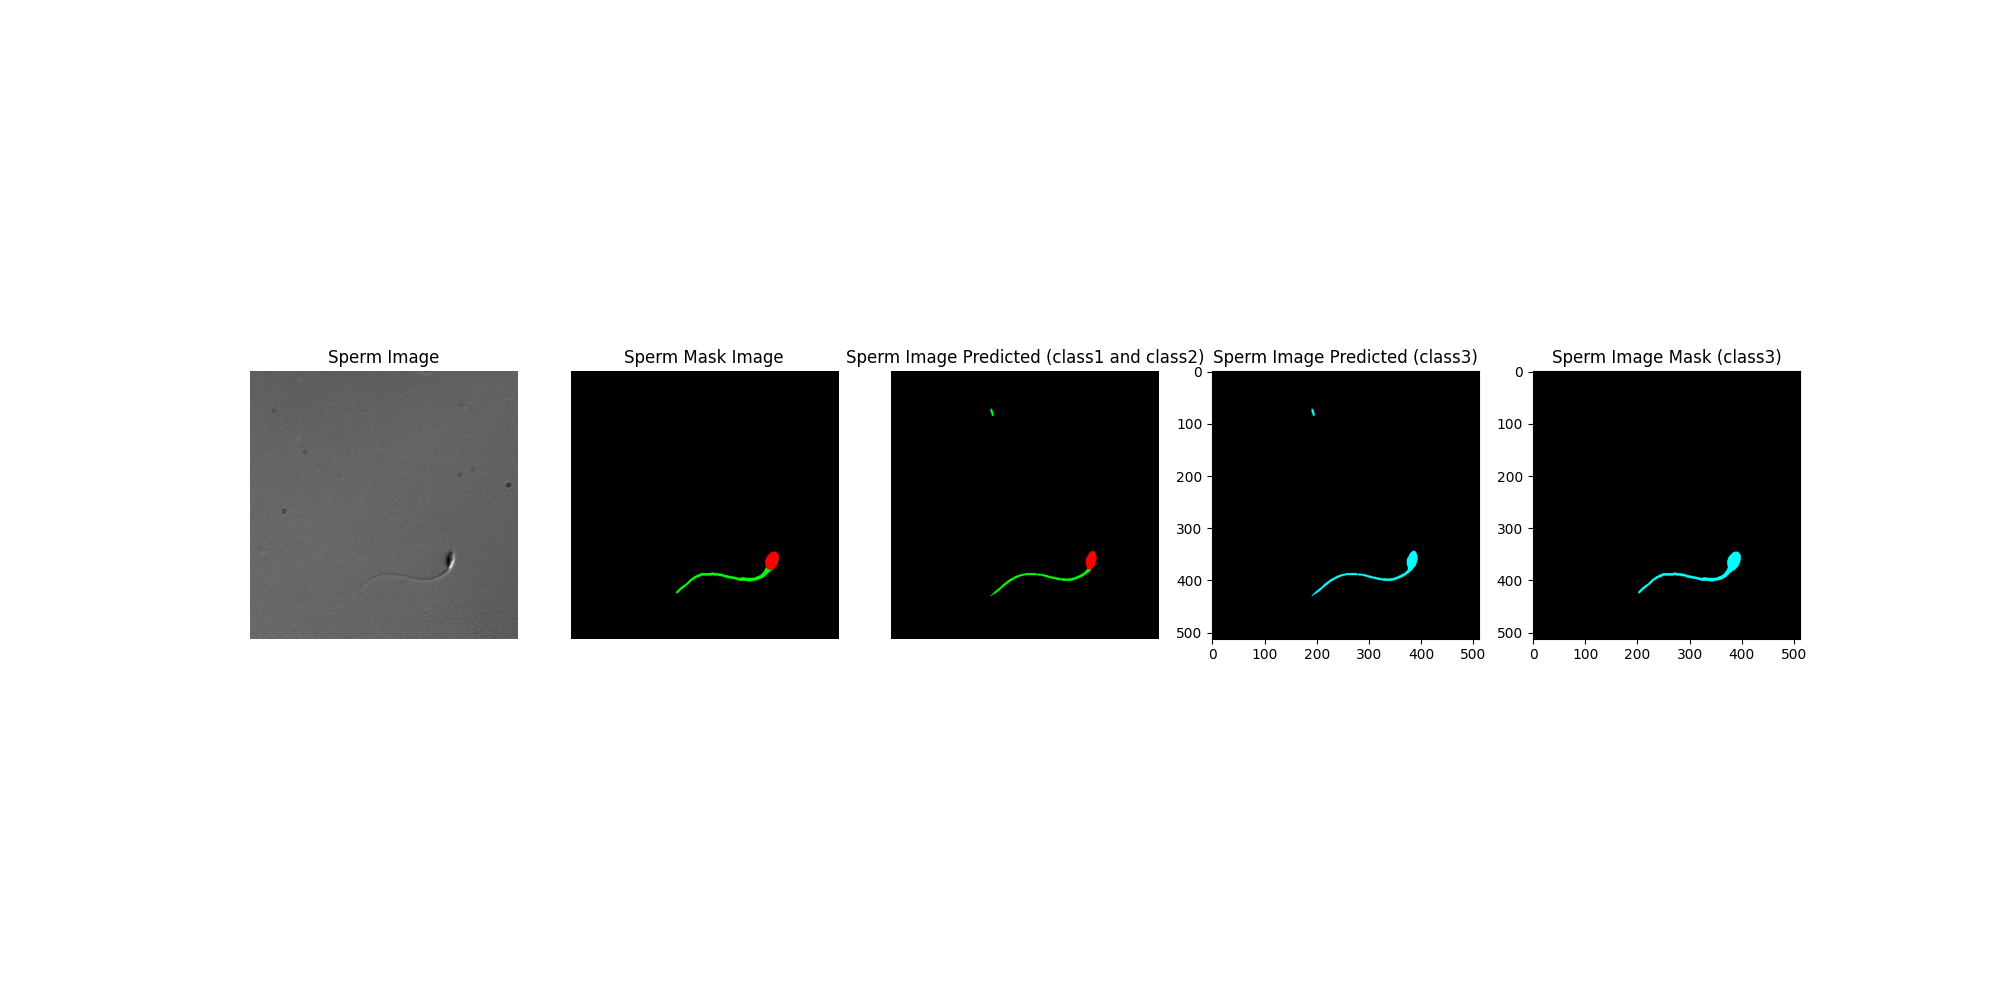 Sperm Image
Sperm Mask Image
Sperm Image Predicted (class1 and class2)
Sperm Image Predicted (class3)
Sperm Image Mask (class3)
0
100
200
300
400
500
0 100 200 300 400 500
0
100
200
300
400
500
0 100 200 300 400 500